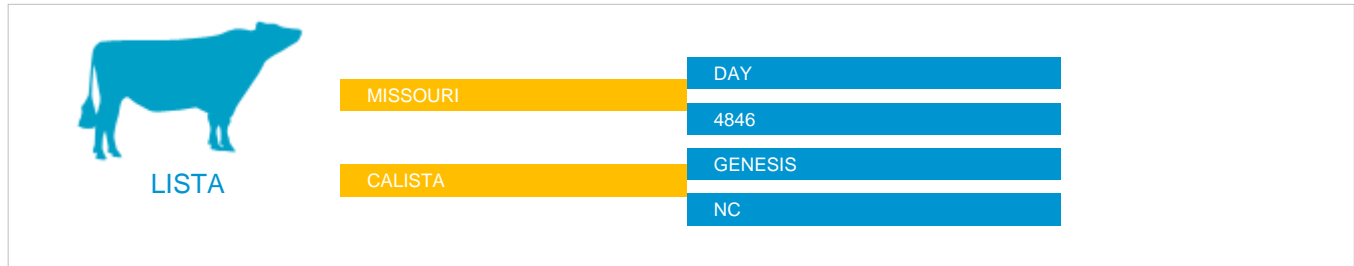 LISTA
MISSOURI
CALISTA
DAY
4846
GENESIS
NC